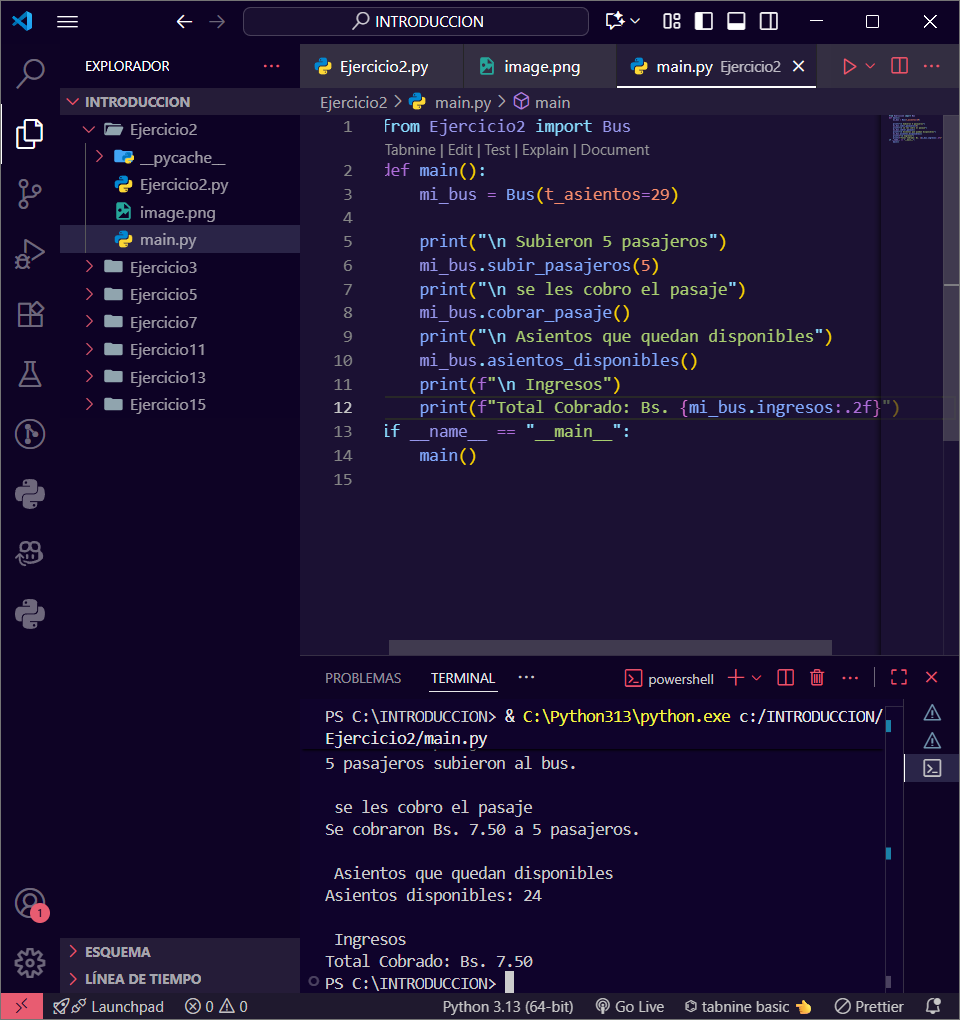 INTRODUCCION
EXPLORADOR
INTRODUCCION
Ejercicio2
__pycache__
Ejercicio2.py
image.png
main.py
Ejercicio3
Ejercicio5
Ejercicio7
Ejercicio11
Ejercicio13
Ejercicio15
ESQUEMA
LÍNEA DE TIEMPO
Ejercicio2.py image.png main.py Ejercicio2
Ejercicio2 > main.py > main
1 from Ejercicio2 import Bus
Tabnine | Edit | Test | Explain | Document
2 def main():
3 mi_bus = Bus(t_asientos=29)
4
5 print("\n Subieron 5 pasajeros")
6 mi_bus.subir_pasajeros(5)
7 print("\n se les cobro el pasaje")
8 mi_bus.cobrar_pasaje()
9 print("\n Asientos que quedan disponibles")
10 mi_bus.asientos_disponibles()
11 print(f"\n Ingresos")
12 print(f"Total Cobrado: Bs. {mi_bus.ingresos:.2f}")
13 if __name__ == "__main__":
14 main()
15
PROBLEMAS TERMINAL powershell
PS C:\INTRODUCCION> & C:\Python313\python.exe c:/INTRODUCCION/
Ejercicio2/main.py
5 pasajeros subieron al bus.
se les cobro el pasaje
Se cobraron Bs. 7.50 a 5 pasajeros.
Asientos que quedan disponibles
Asientos disponibles: 24
Ingresos
Total Cobrado: Bs. 7.50
PS C:\INTRODUCCION>
1
Launchpad 0 0 Python 3.13 (64-bit) Go Live tabnine basic Prettier